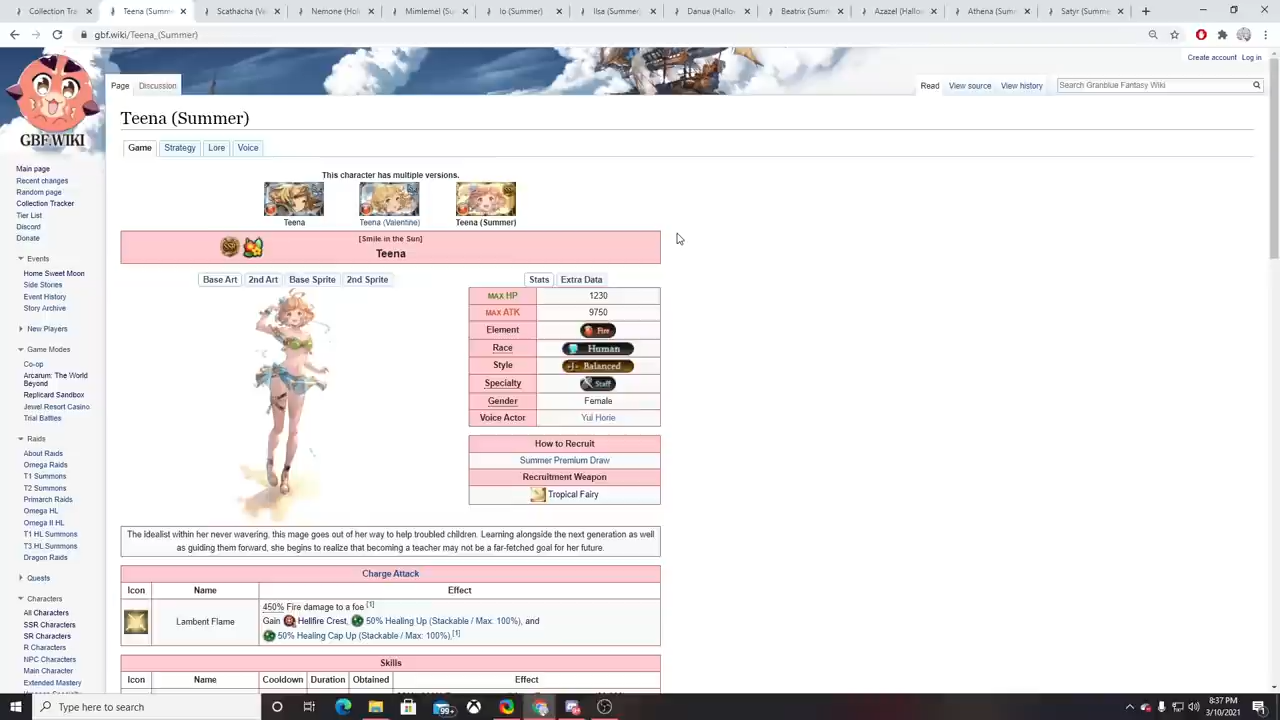 Collection Tra
Teena (Summer)
Scathacha (Ve
Nemone (Ho
Mimlemel (Su
Io (Summer)
Ilsa (Summer)
Danua (Hallo
Beatrix (Summ
Azazel (Hallow
Athena (Sum
Satyr (Summe
gbf.wiki/Teena_(Summer)
Create account Log in
Page Discussion
Read View source View history
Search Granblue Fantasy Wiki
GBF.WIKI
Teena (Summer)
Game Strategy Lore Voice
This character has multiple versions.
Teena Teena (Valentine) Teena (Summer)
[Smile in the Sun]
Teena
Base Art 2nd Art Base Sprite 2nd Sprite
Stats Extra Data
MAX HP 1230
MAX ATK 9750
Element Fire
Race Human
Style Balanced
Specialty Staff
Gender Female
Voice Actor Yui Horie
How to Recruit
Summer Premium Draw
Recruitment Weapon
Tropical Fairy
The idealist within her never wavering, this mage goes out of her way to help troubled children. Learning alongside the next generation as well
as guiding them forward, she begins to realize that becoming a teacher may not be a far-fetched goal for her future.
Charge Attack
Icon Name Effect
Lambent Flame
450% Fire damage to a foe [1]
Gain Hellfire Crest, 50% Healing Up (Stackable / Max: 100%), and
50% Healing Cap Up (Stackable / Max: 100%).[1]
Skills
Icon Name Cooldown Duration Obtained Effect
Main page
Recent changes
Random page
Collection Tracker
Tier List
Discord
Donate
Events
Home Sweet Moon
Side Stories
Event History
Story Archive
New Players
Game Modes
Co-op
Arcarum: The World
Beyond
Replicard Sandbox
Jewel Resort Casino
Trial Battles
Raids
About Raids
Omega Raids
T1 Summons
T2 Summons
Primarch Raids
Omega HL
Omega II HL
T1 HL Summons
T3 HL Summons
Dragon Raids
Quests
Characters
All Characters
SSR Characters
SR Characters
R Characters
NPC Characters
Main Character
Extended Mastery
Type here to search
99+
8:37 PM
3/10/2021